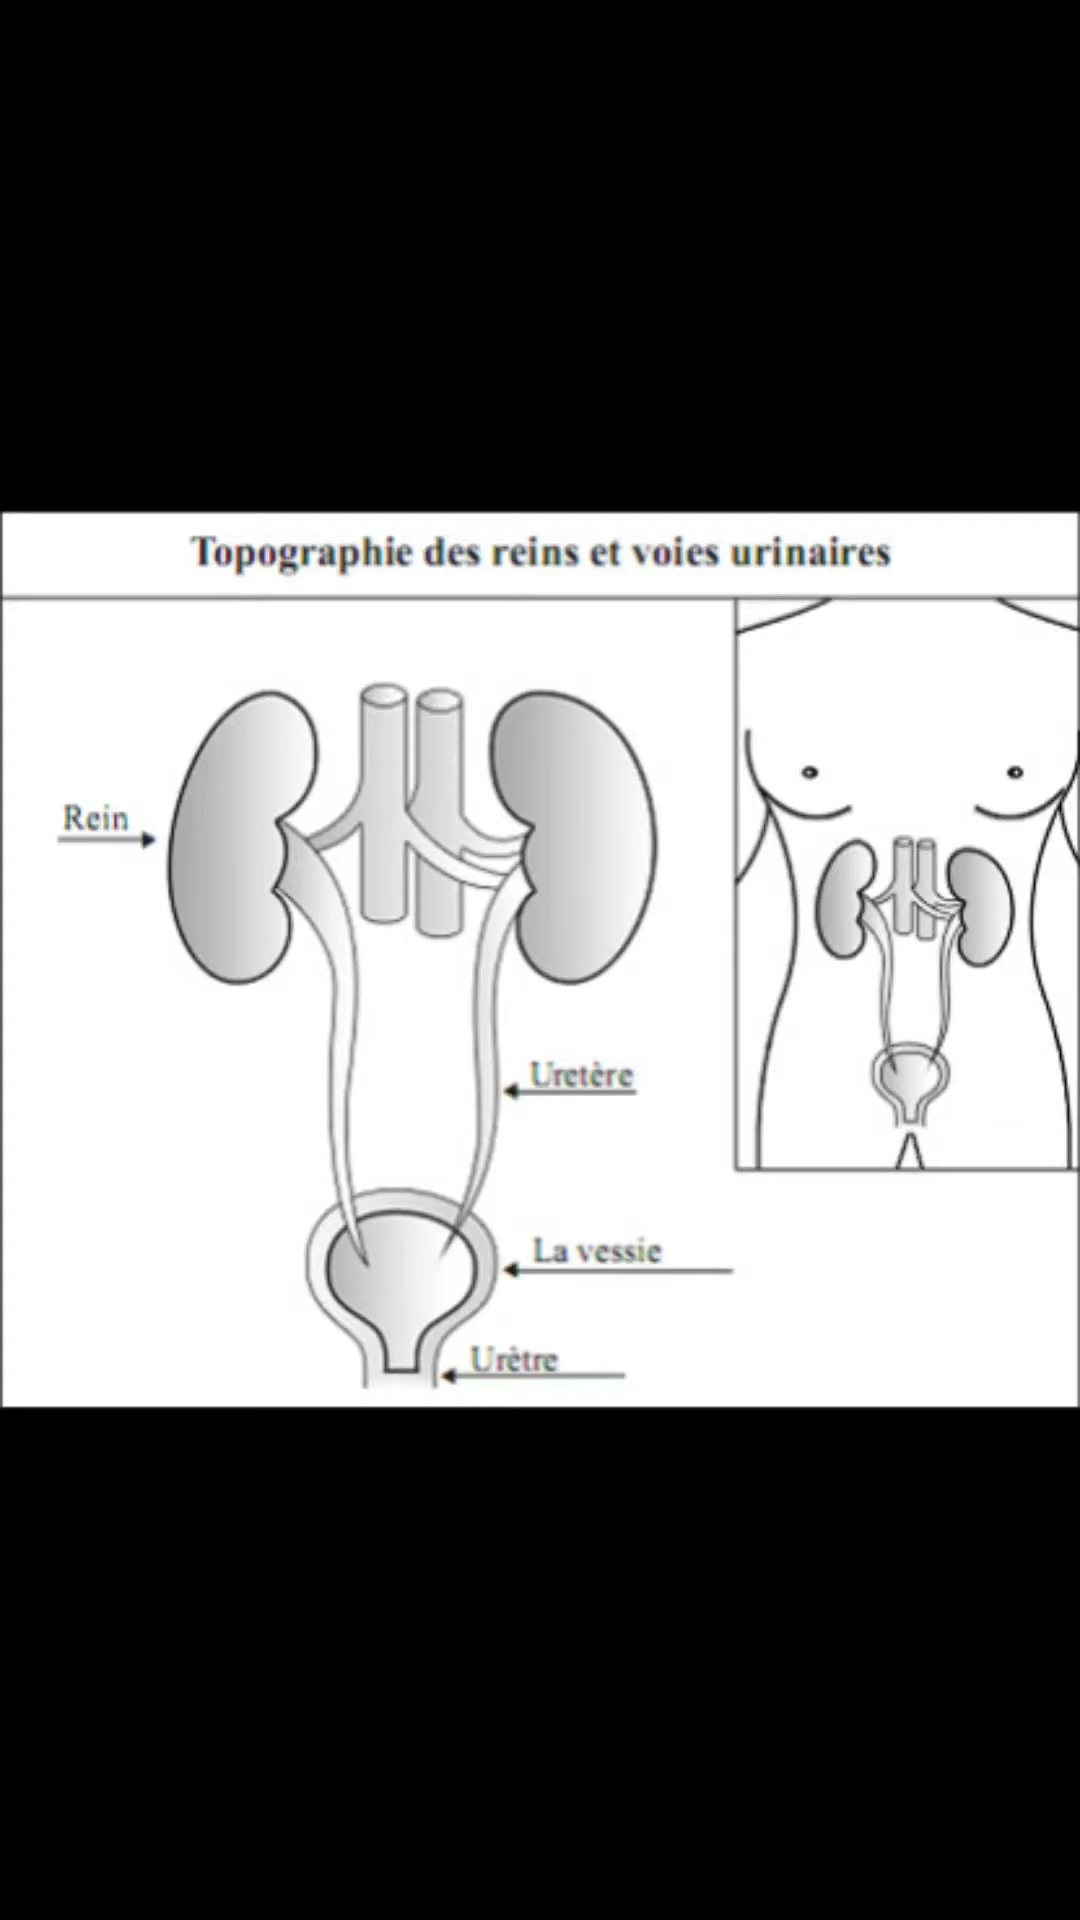 Topographie des reins et voies urinaires
Rein
Uretère
La vessie
Urètre